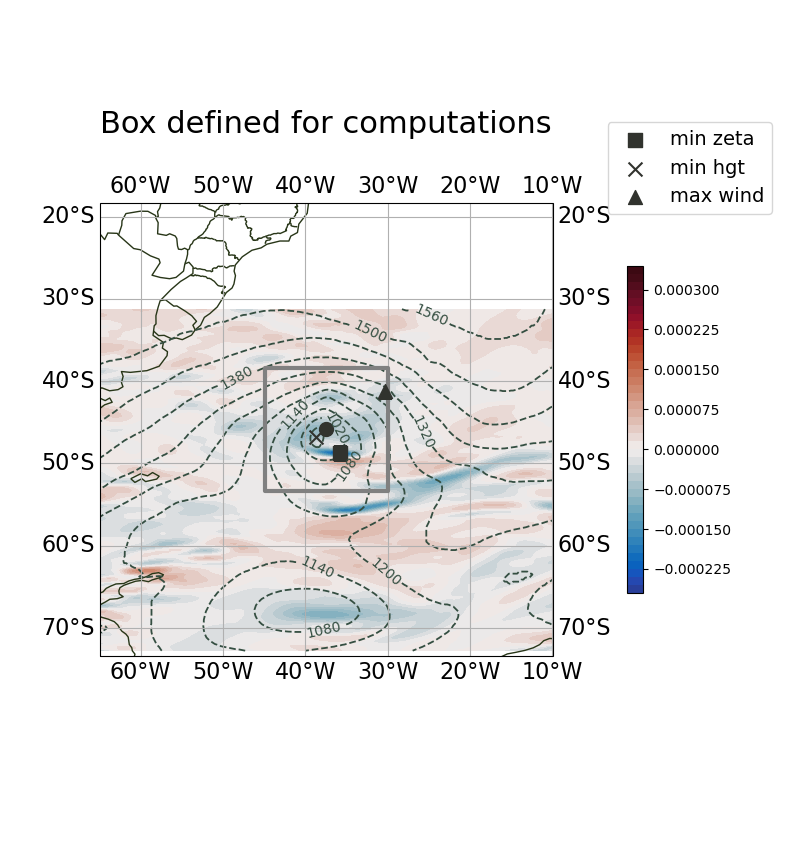 Box defined for computations
min zeta
min hgt
max wind
60°W 50°W 40°W 30°W 20°W 10°W
20°S 20°S
30°S 30°S
40°S 40°S
50°S 50°S
60°S 60°S
70°S 70°S
60°W 50°W 40°W 30°W 20°W 10°W
1560
1500
1380
1140
1020
1320
1080
1140
1200
1080
0.000300
0.000225
0.000150
0.000075
0.000000
−0.000075
−0.000150
−0.000225